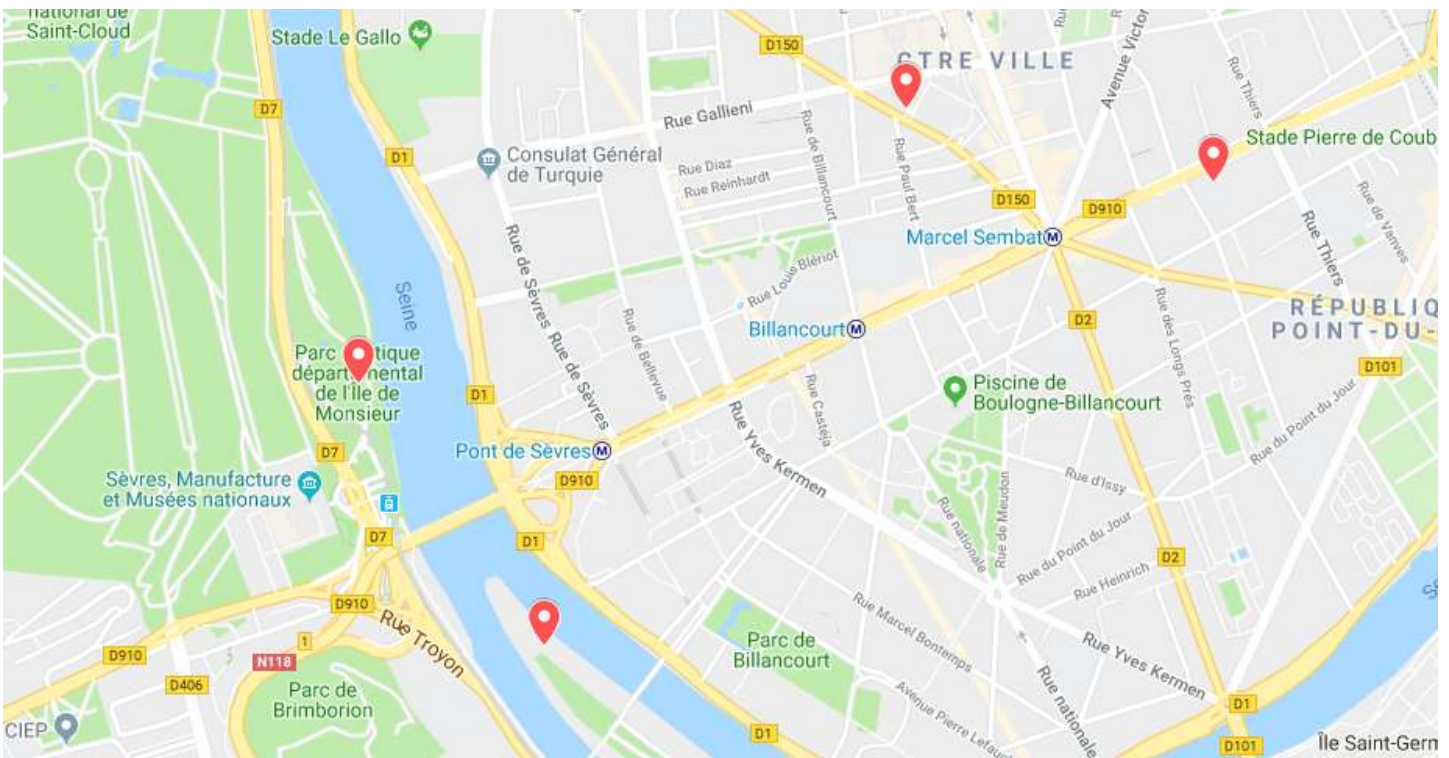 national de
Saint-Cloud
Stade Le Gallo
D150
CTRE VILLE
Avenue Victor
Rue Thiers
D7
Rue Gallieni
Rue de Billancourt
Rue Paul Bert
Stade Pierre de Coub
D1
Consulat Général
de Turquie
Rue Diaz
Rue Reinhardt
D150
D910
Rue de Vanves
Marcel Sembat
M
Rue Thiers
Seine
Rue de Sèvres
Rue Louis Blériot
RÉPUBLIQ
POINT-DU-
Billancourt
M
D2
Rue des Longs Prés
Rue de Bellevue
Rue de Sèvres
Parc
tique
départ
mental
de l'Île de
Monsieur
D101
D1
Rue Castéja
Piscine de
Boulogne-Billancourt
Rue du Point du Jour
D7
Pont de Sèvres
M
Rue Yves Kermen
Sèvres, Manufacture
et Musées nationaux
D910
Rue d'Issy
Rue nationale
Rue de Meudon
Rue du Point du Jour
D7
D1
D2
Rue Heinrich
D910
Rue Troyon
Rue Marcel Bontemps
Parc de
Billancourt
1
D910
N118
D406
Rue Yves Kermen
Rue nationale
Parc de
Brimborion
Avenue Pierre Lefauc
CIEP
D1
D1
D101
Île Saint-Germ